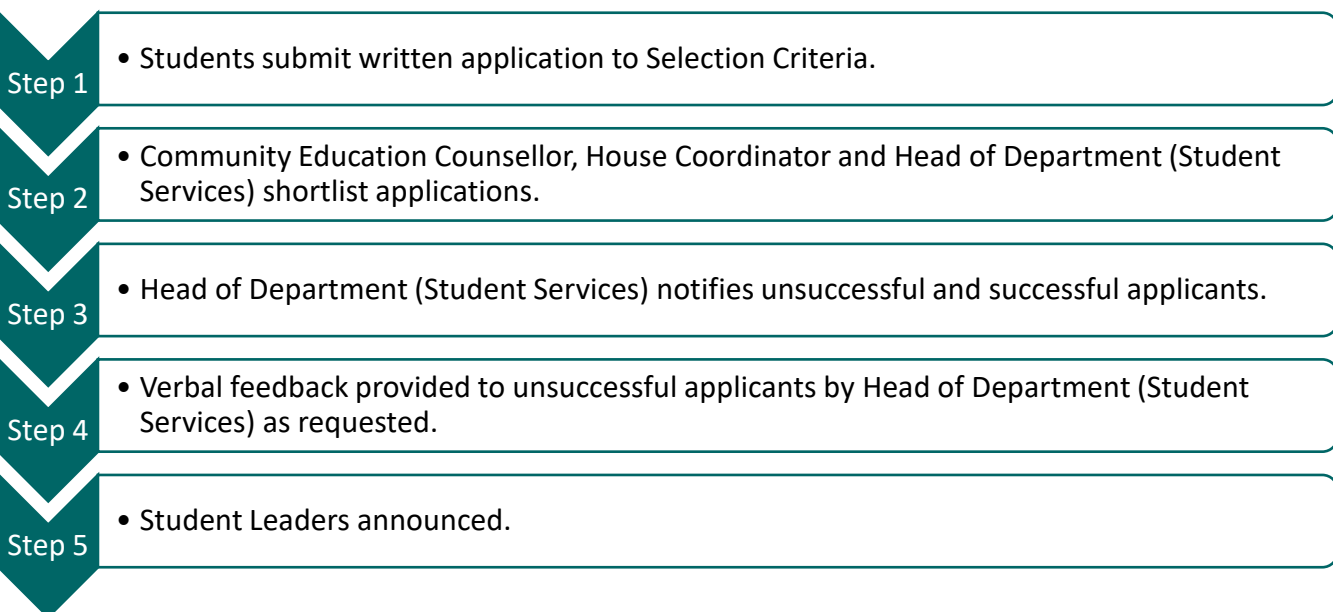 Step 1
• Students submit written application to Selection Criteria.
Step 2
• Community Education Counsellor, House Coordinator and Head of Department (Student
Services) shortlist applications.
Step 3
• Head of Department (Student Services) notifies unsuccessful and successful applicants.
Step 4
• Verbal feedback provided to unsuccessful applicants by Head of Department (Student
Services) as requested.
Step 5
• Student Leaders announced.